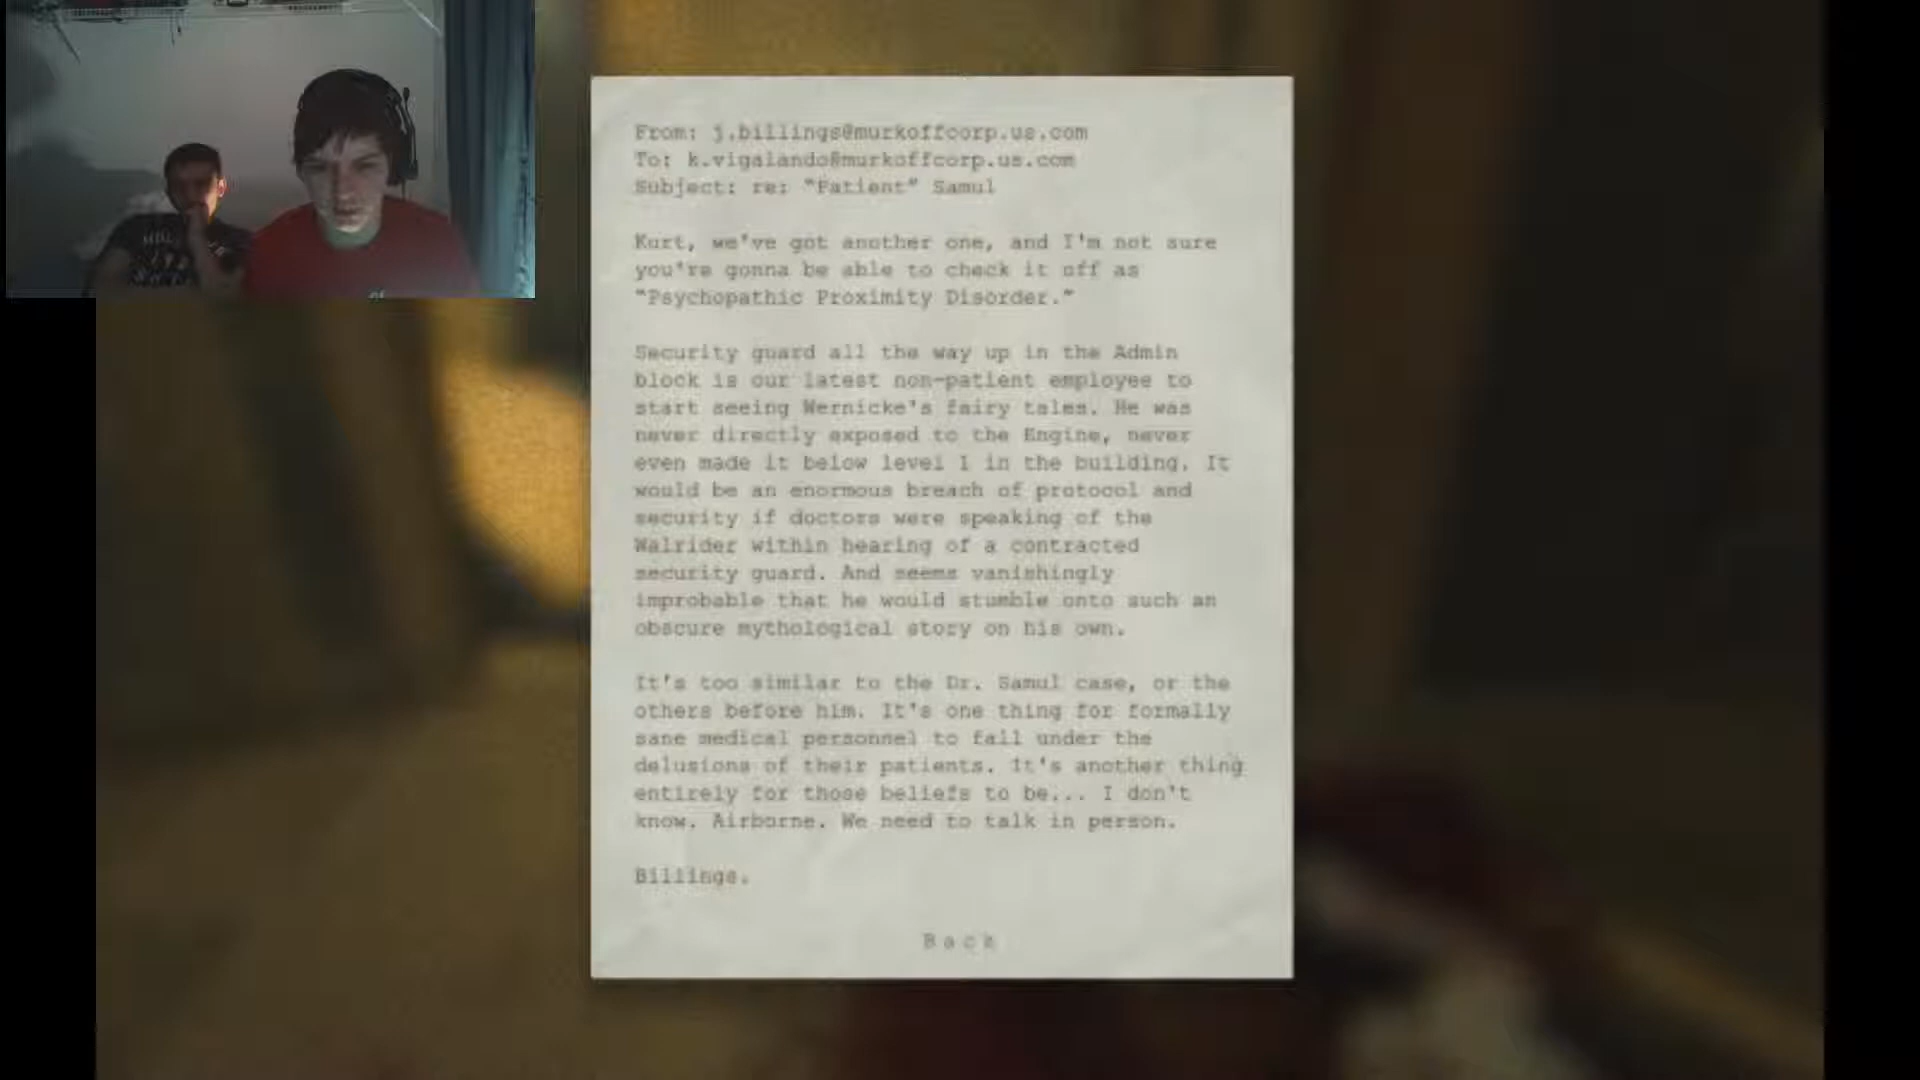 From: j.billings@murkoffcorp.us.com
To: k.vigalando@murkoffcorp.us.com
Subject: re: "Patient" Samul
Kurt, we've got another one, and I'm not sure
you're gonna be able to check it off as
"Psychopathic Proximity Disorder."
Security guard all the way up in the Admin
block is our latest non-patient employee to
start seeing Wernicke's fairy tales. He was
never directly exposed to the Engine, never
even made it below level 1 in the building. It
would be an enormous breach of protocol and
security if doctors were speaking of the
Walrider within hearing of a contracted
security guard. And seems vanishingly
improbable that he would stumble onto such an
obscure mythological story on his own.
It's too similar to the Dr. Samul case, or the
others before him. It's one thing for formally
sane medical personnel to fall under the
delusions of their patients. It's another thing
entirely for those beliefs to be... I don't
know. Airborne. We need to talk in person.
Billings.
Back